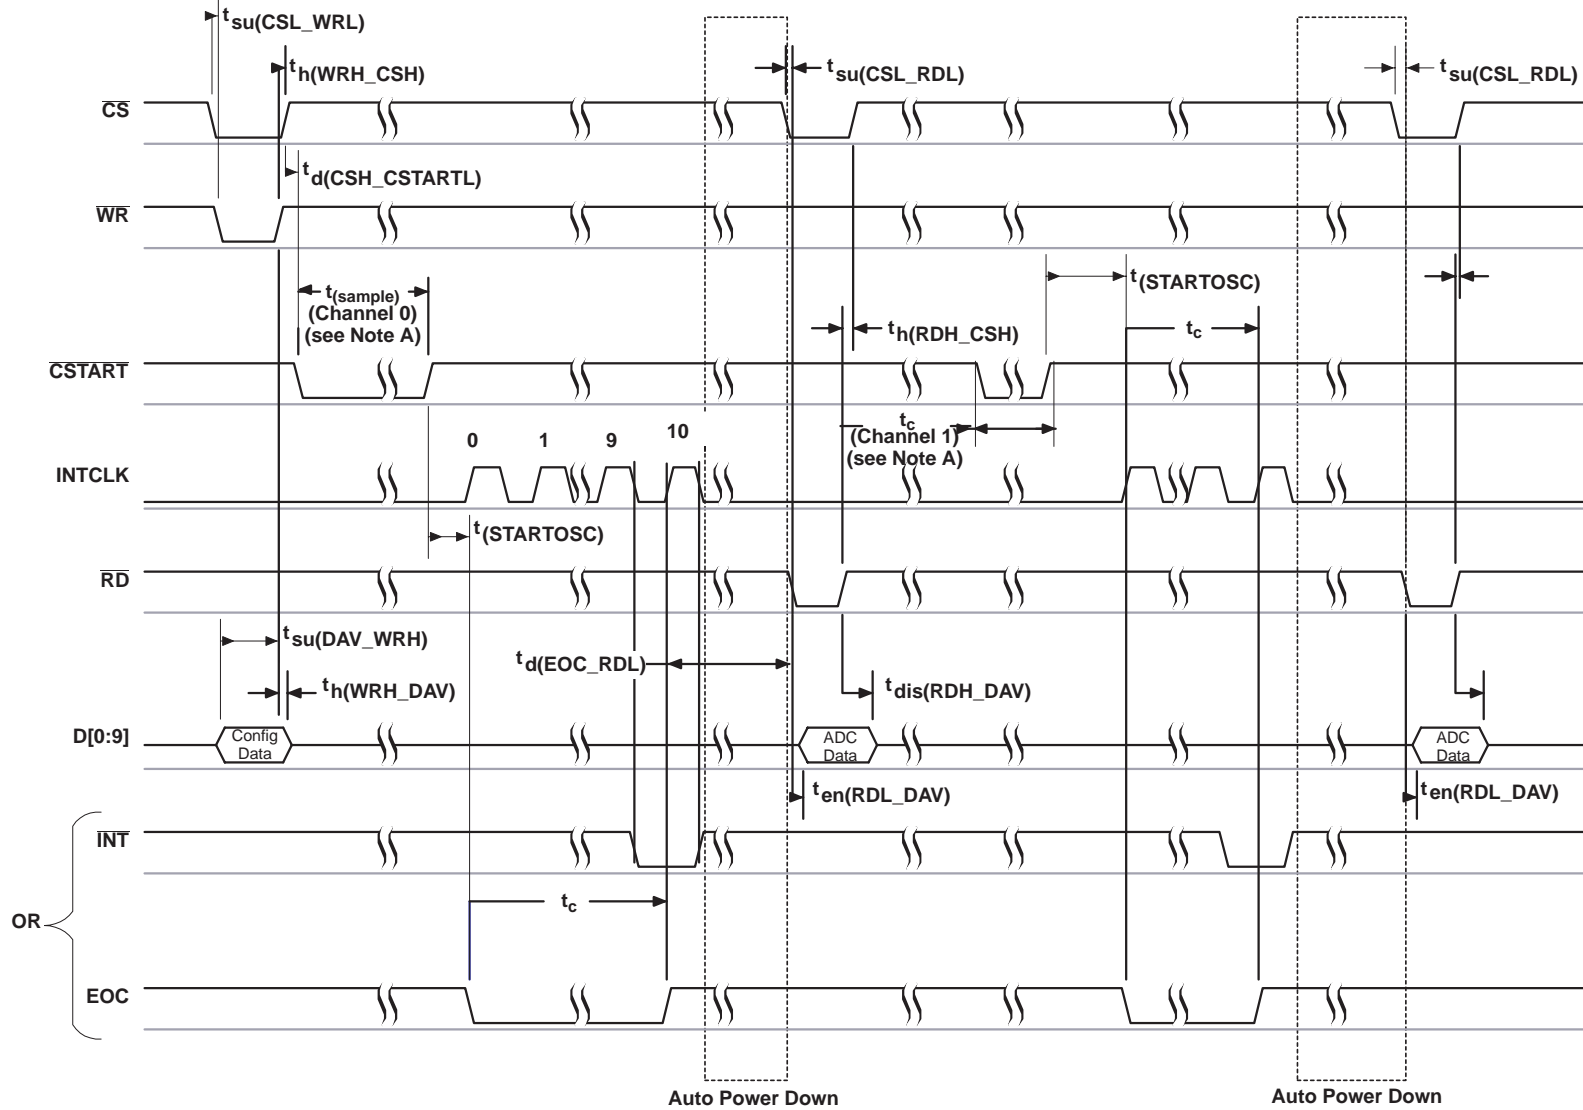 tsu(CSL_WRL)
th(WRH_CSH)
tsu(CSL_RDL)
tsu(CSL_RDL)
CS
td(CSH_CSTARTL)
WR
t(sample)
(Channel 0)
(see Note A)
t(STARTOSC)
th(RDH_CSH)
tc
CSTART
tc
(Channel 1)
(see Note A)
0 1 9 10
INTCLK
t(STARTOSC)
RD
tsu(DAV_WRH)
td(EOC_RDL)
th(WRH_DAV)
tdis(RDH_DAV)
D[0:9]
Config
Data
ADC
Data
ADC
Data
ten(RDL_DAV)
ten(RDL_DAV)
INT
OR
tc
EOC
Auto Power Down
Auto Power Down